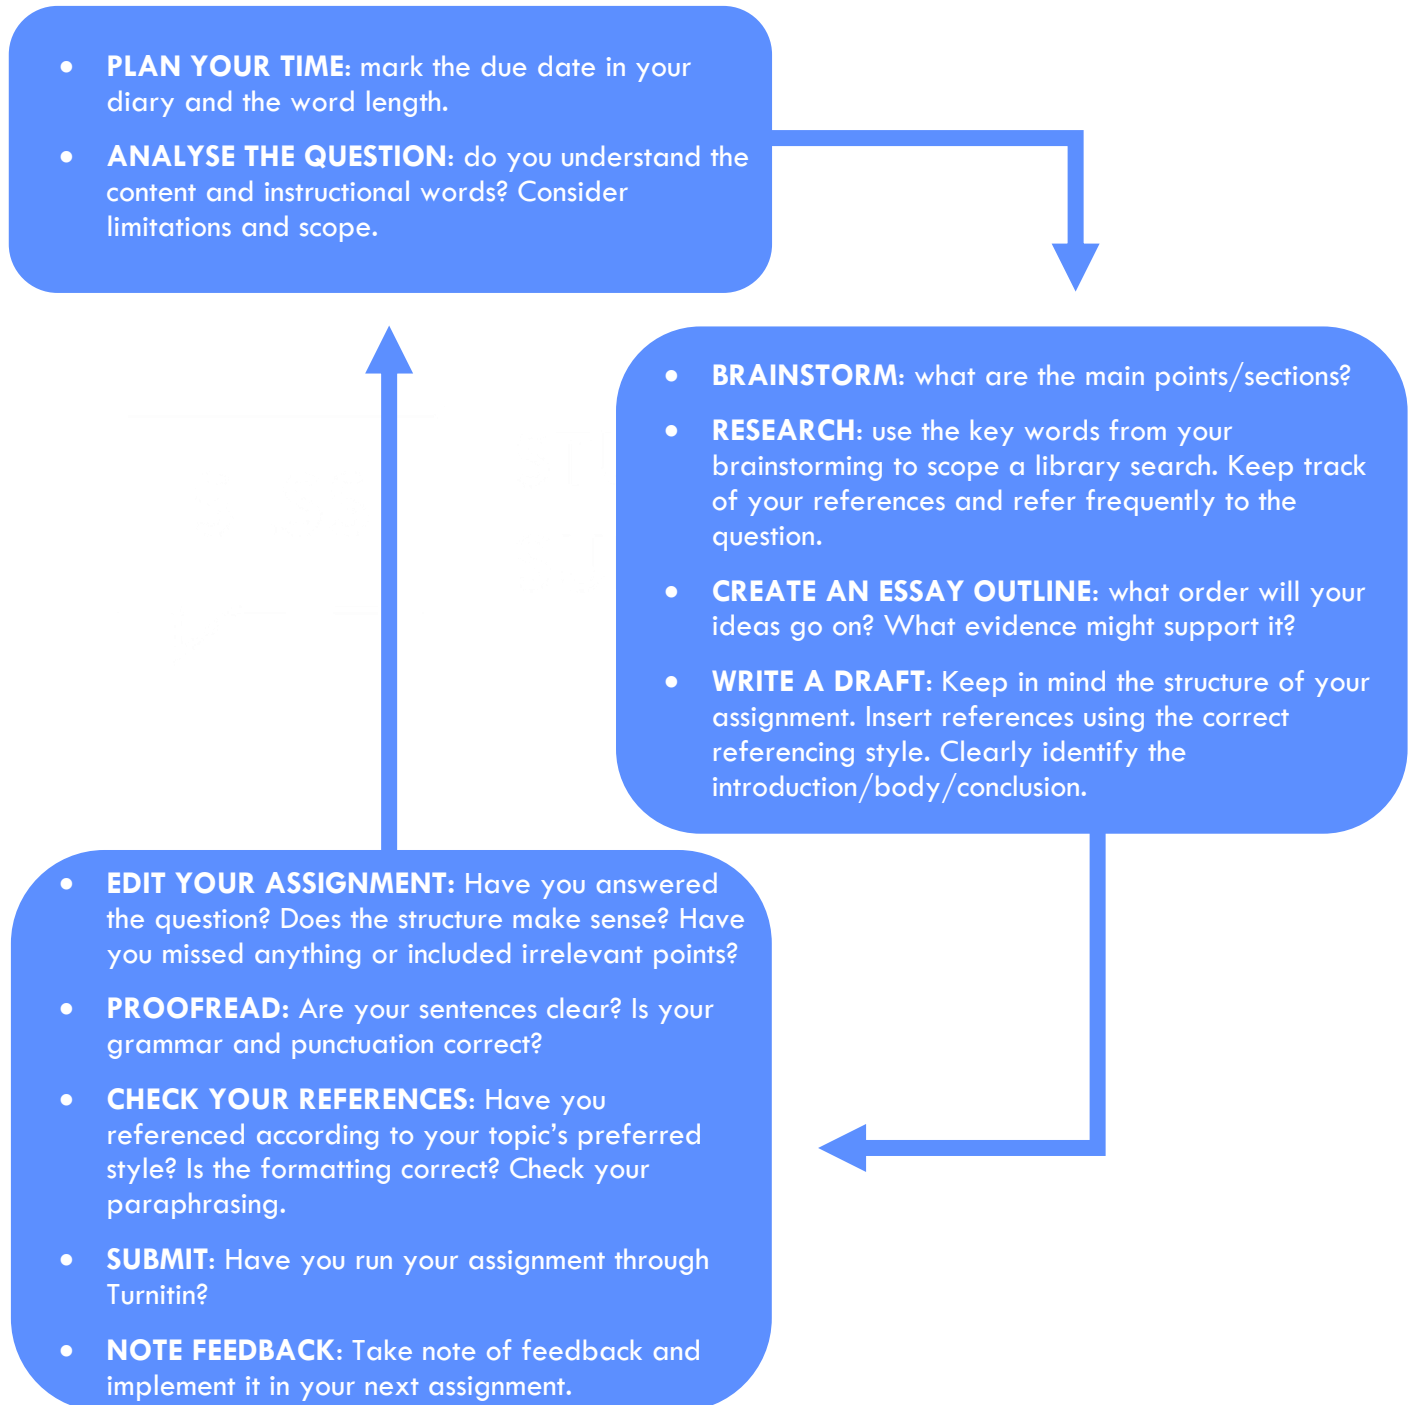 • PLAN YOUR TIME: mark the due date in your
diary and the word length.
• ANALYSE THE QUESTION: do you understand the
content and instructional words? Consider
limitations and scope.
• BRAINSTORM: what are the main points/sections?
• RESEARCH: use the key words from your
brainstorming to scope a library search. Keep track
of your references and refer frequently to the
question.
• CREATE AN ESSAY OUTLINE: what order will your
ideas go on? What evidence might support it?
• WRITE A DRAFT: Keep in mind the structure of your
assignment. Insert references using the correct
referencing style. Clearly identify the
introduction/body/conclusion.
• EDIT YOUR ASSIGNMENT: Have you answered
the question? Does the structure make sense? Have
you missed anything or included irrelevant points?
• PROOFREAD: Are your sentences clear? Is your
grammar and punctuation correct?
• CHECK YOUR REFERENCES: Have you
referenced according to your topic’s preferred
style? Is the formatting correct? Check your
paraphrasing.
• SUBMIT: Have you run your assignment through
Turnitin?
• NOTE FEEDBACK: Take note of feedback and
implement it in your next assignment.